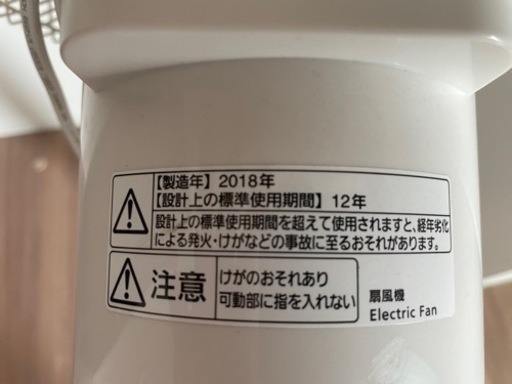 【製造年】2018年
【設計上の標準使用期間】12年
設計上の標準使用期間を超えて使用されますと、経年劣化
による発火・けがなどの事故に至るおそれがあります。
注意
けがのおそれあり
可動部に指を入れない
扇風機
Electric Fan